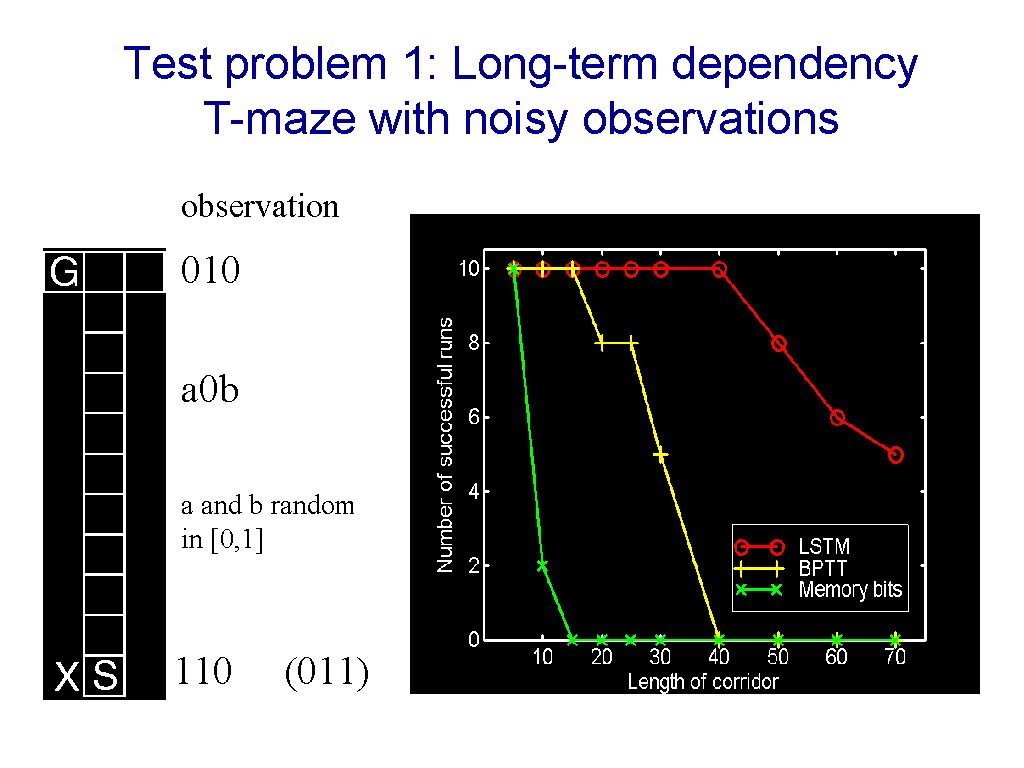 Test problem 1: Long-term dependency
T-maze with noisy observations
observation
G
010
a0b
a and b random
in [0,1]
X S
110 (011)
Number of successful runs
10
8
6
4
2
0
10 20 30 40 50 60 70
Length of corridor
LSTM
BPTT
Memory bits